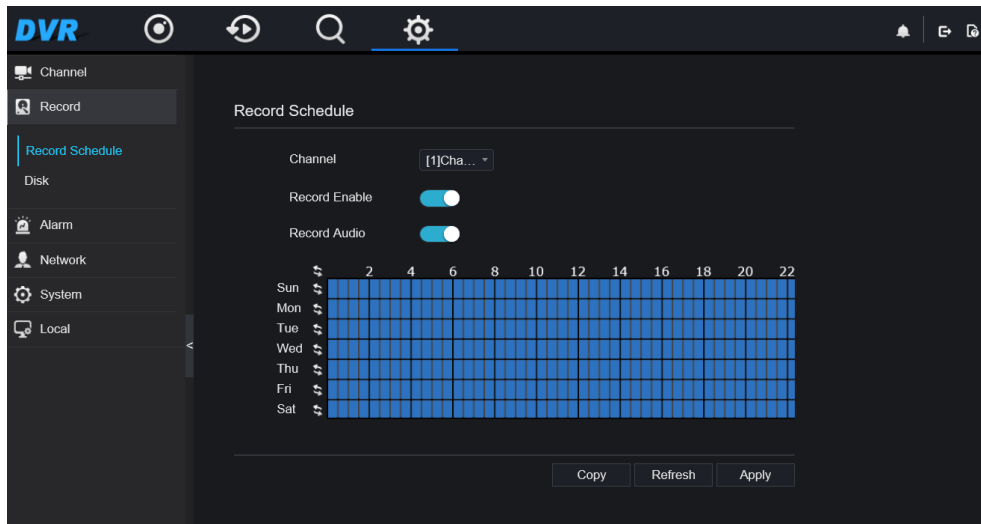 DVR
Channel
Record
Record Schedule
Disk
Alarm
Network
System
Local
<
Record Schedule
Channel [1]Cha...
Record Enable
Record Audio
2 4 6 8 10 12 14 16 18 20 22
Sun
Mon
Tue
Wed
Thu
Fri
Sat
Copy Refresh Apply